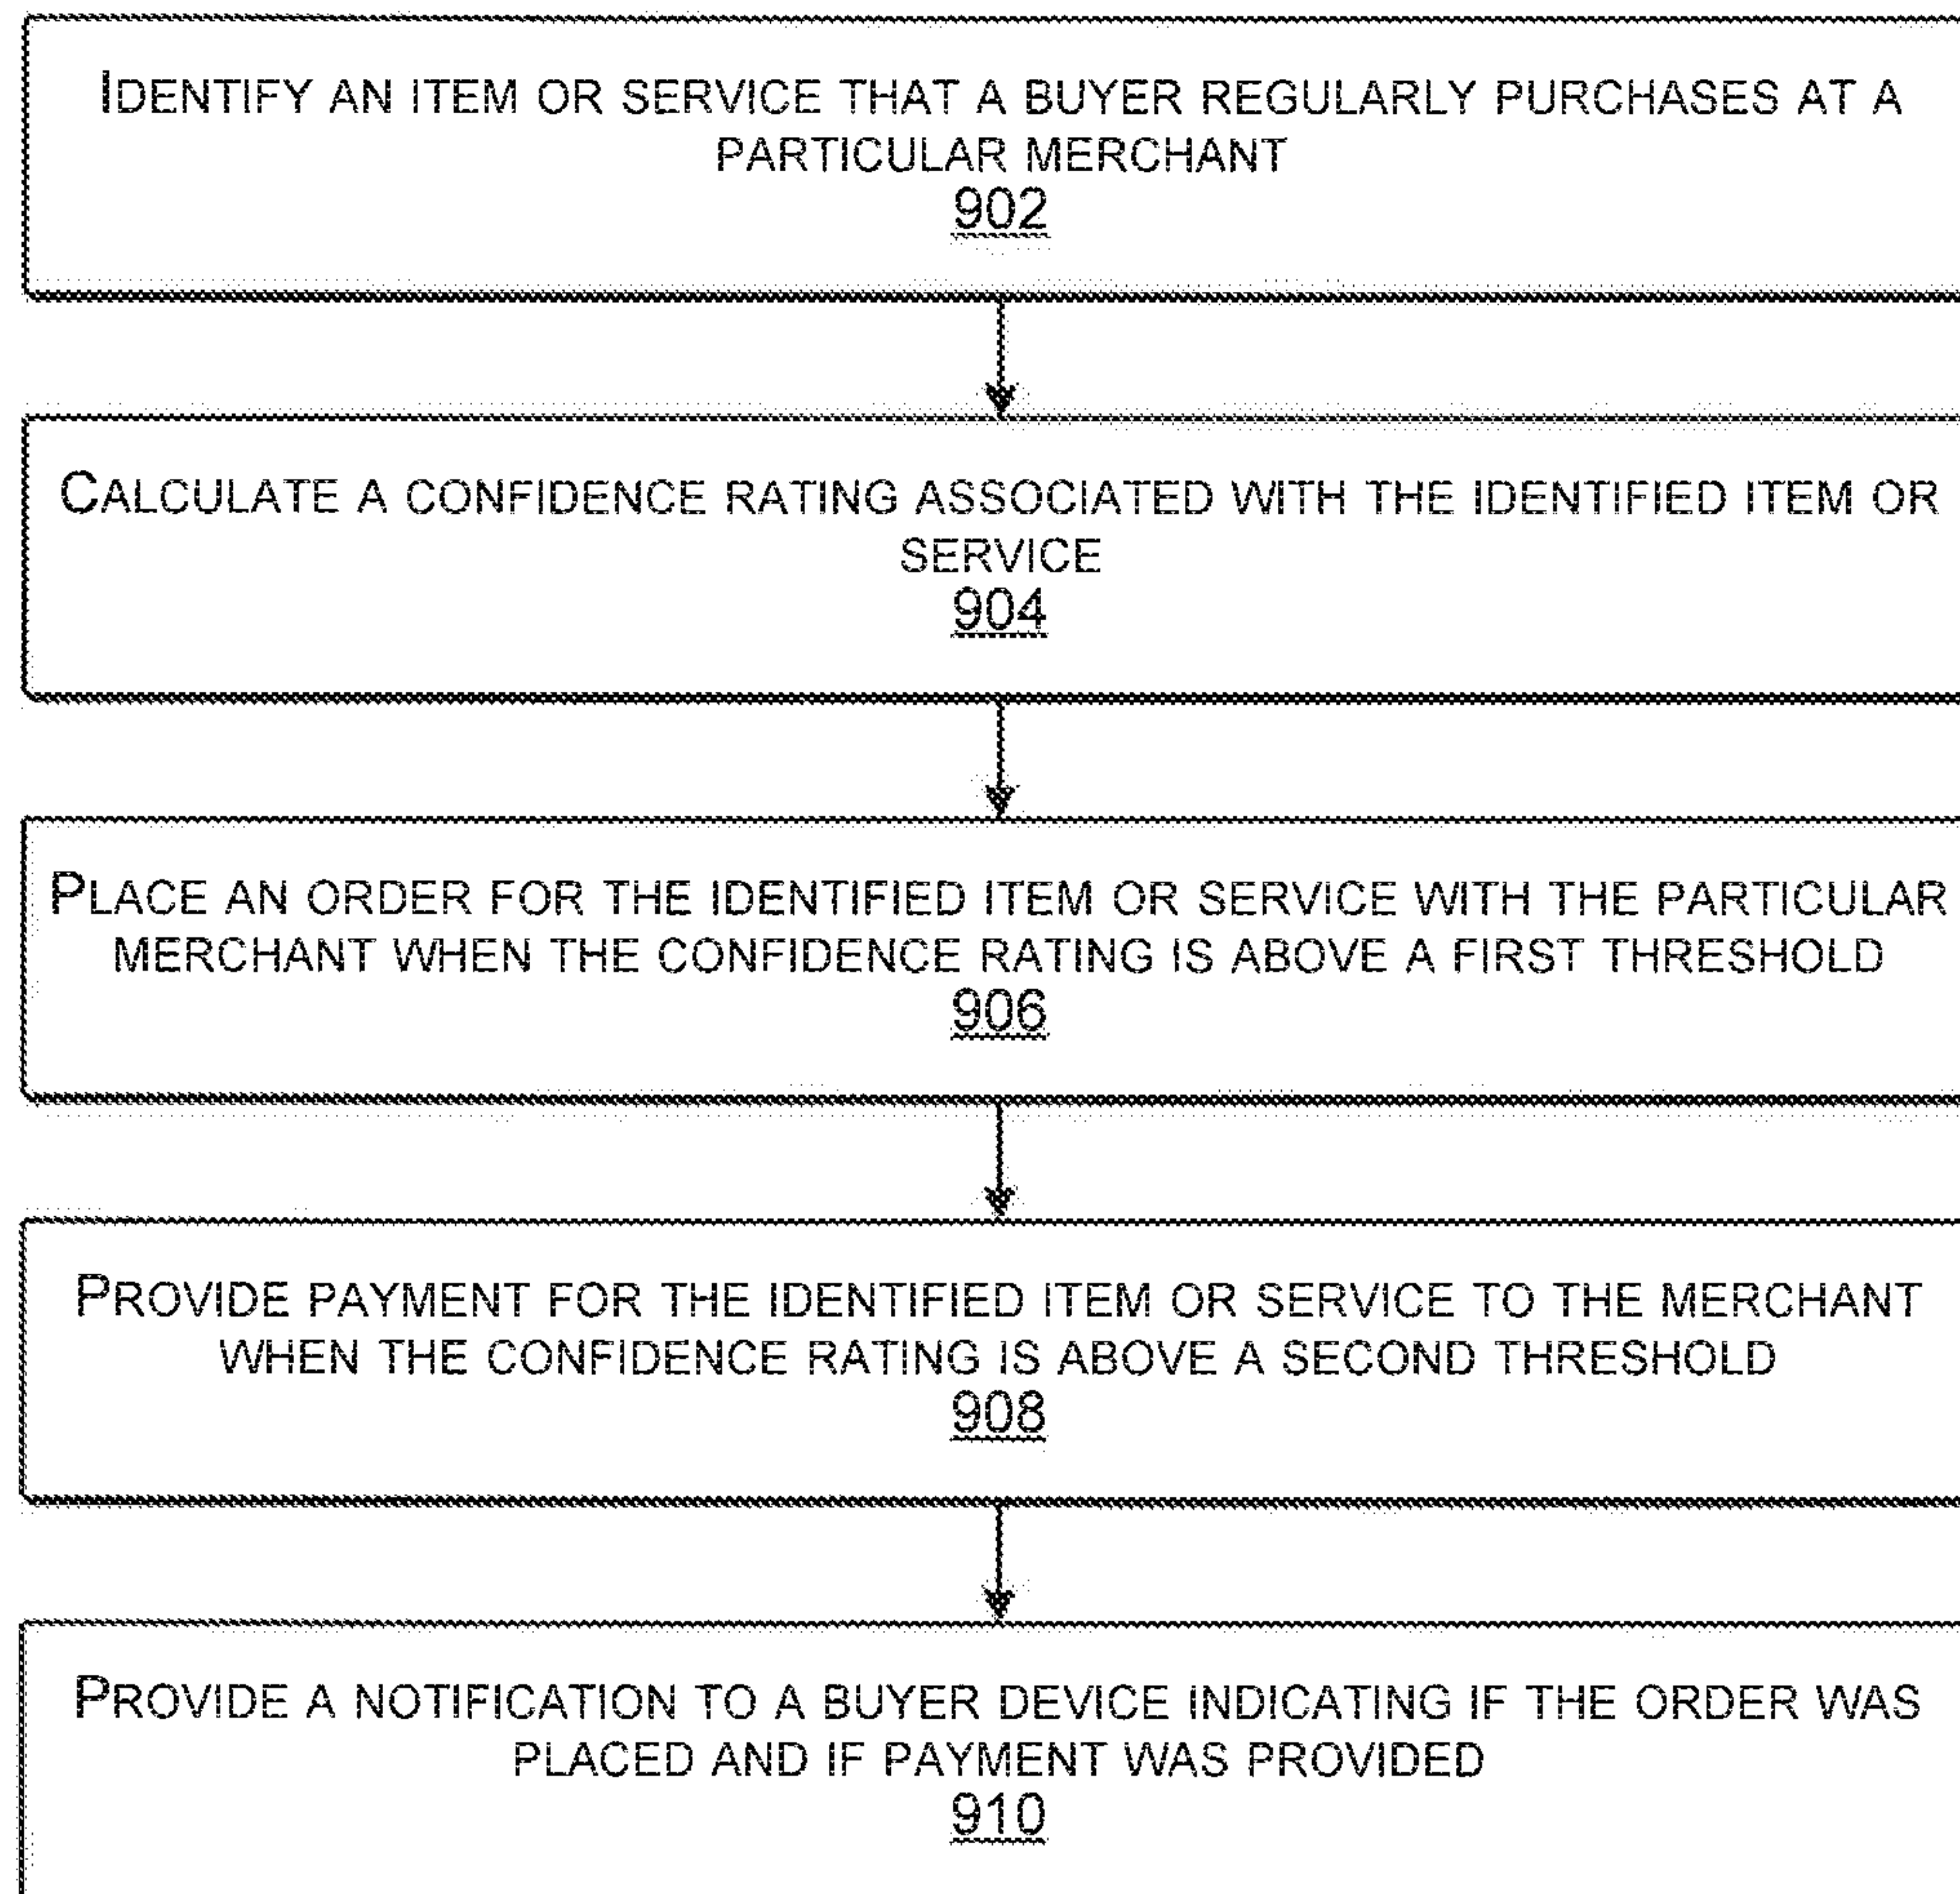 IDENTIFY AN ITEM OR SERVICE THAT A BUYER REGULARLY PURCHASES AT A
PARTICULAR MERCHANT
902
CALCULATE A CONFIDENCE RATING ASSOCIATED WITH THE IDENTIFIED ITEM OR
SERVICE
904
PLACE AN ORDER FOR THE IDENTIFIED ITEM OR SERVICE WITH THE PARTICULAR
MERCHANT WHEN THE CONFIDENCE RATING IS ABOVE A FIRST THRESHOLD
906
PROVIDE PAYMENT FOR THE IDENTIFIED ITEM OR SERVICE TO THE MERCHANT
WHEN THE CONFIDENCE RATING IS ABOVE A SECOND THRESHOLD
908
PROVIDE A NOTIFICATION TO A BUYER DEVICE INDICATING IF THE ORDER WAS
PLACED AND IF PAYMENT WAS PROVIDED
910